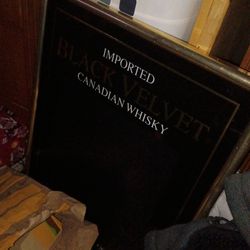 IMPORTED
BLACK VELVET.
CANADIAN WHISKY